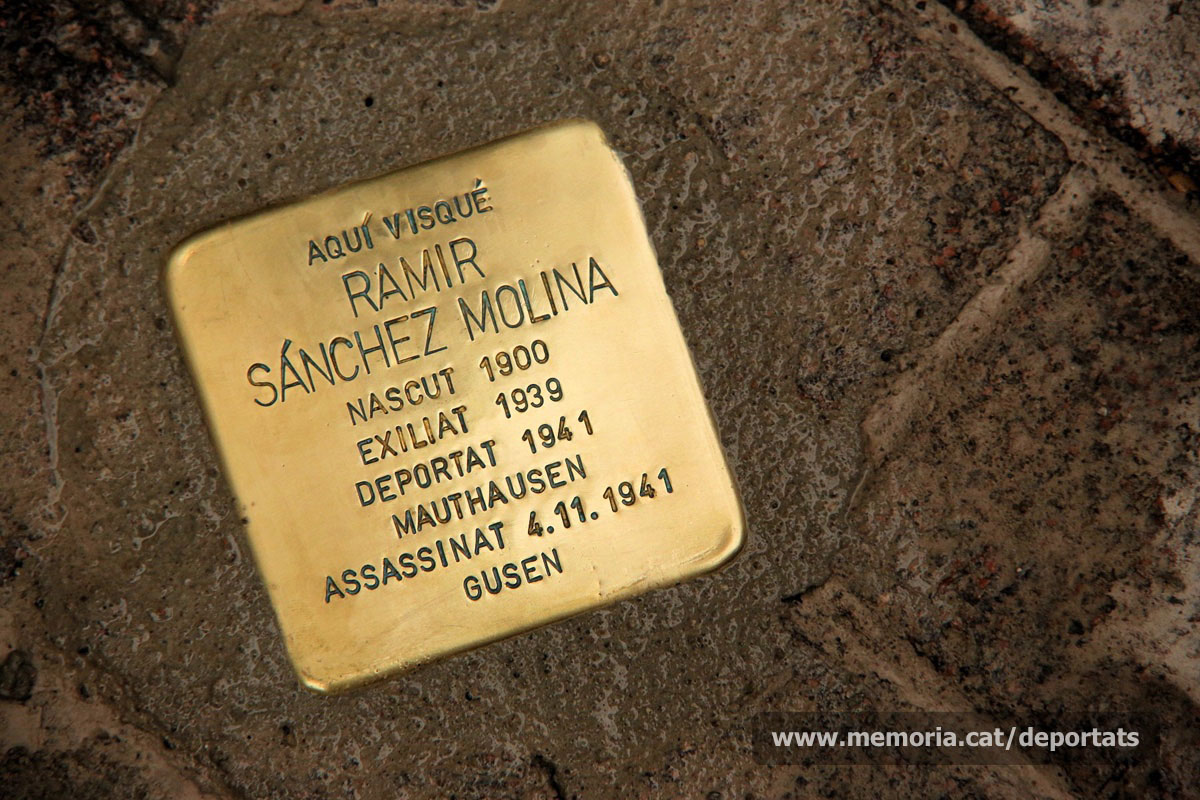 AQUÍ VISQUÉ
RAMIR
SÁNCHEZ MOLINA
NASCUT 1900
EXILIAT 1939
DEPORTAT 1941
MAUTHAUSEN
ASSASSINAT 4.11.1941
GUSEN
www.memoria.cat/deportats